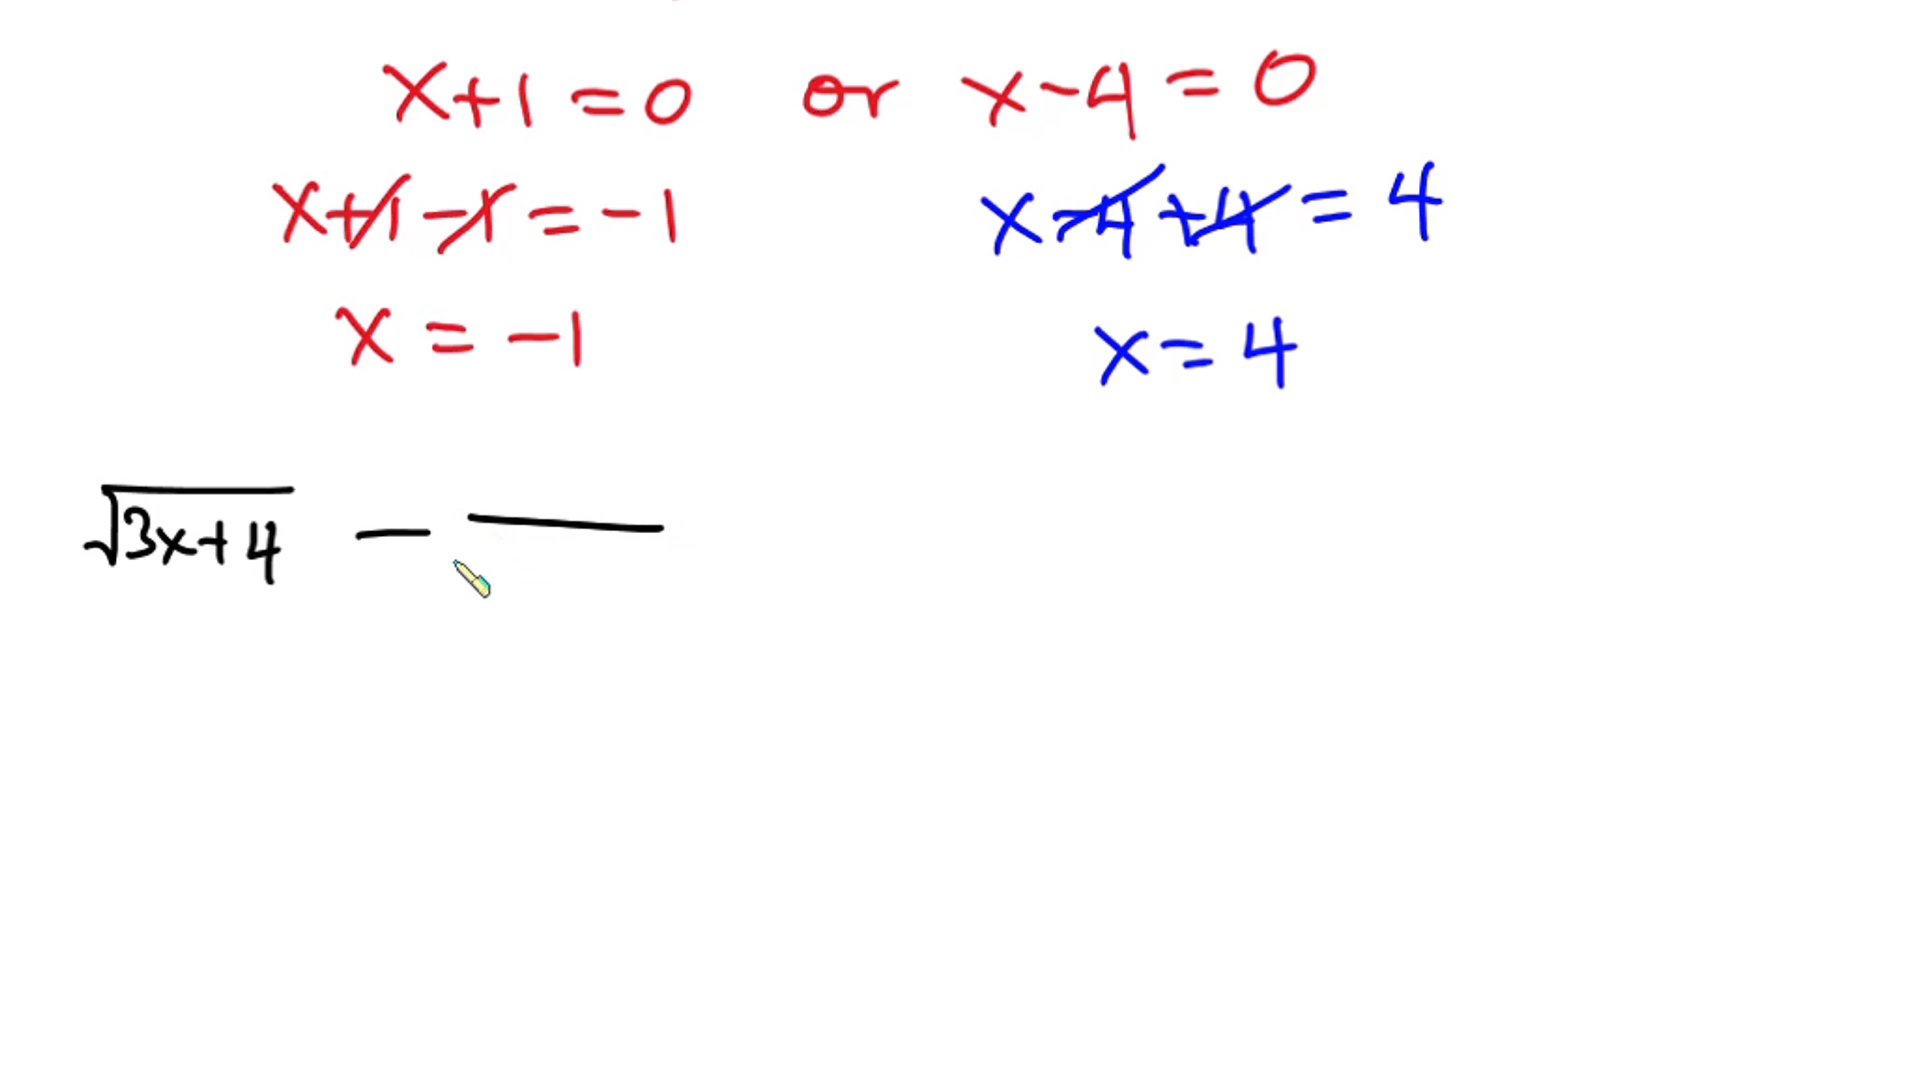 x+1=0 or x-4=0
x+1-1=-1 x-4+4=4
x=-1 x=4
√3x+4 —